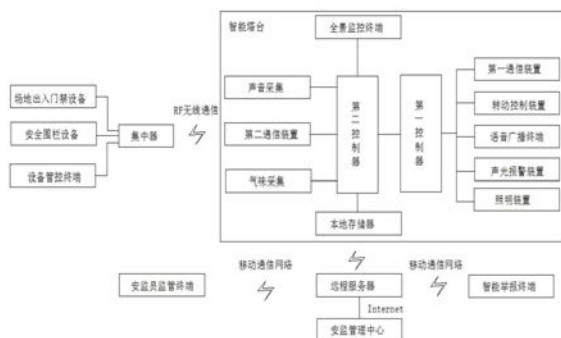 智能塔台
全景监控终端
声音采集
第二通信装置
气味采集
第二控制器
第一控制器
本地存储器
第一通信装置
转动控制装置
语音广播终端
声光报警装置
照明装置
场地出入门禁设备
安全围栏设备
设备管控终端
集中器
RF无线通信
移动通信网络
移动通信网络
安监员监管终端
远程服务器
智能举报终端
Internet
安监管理中心